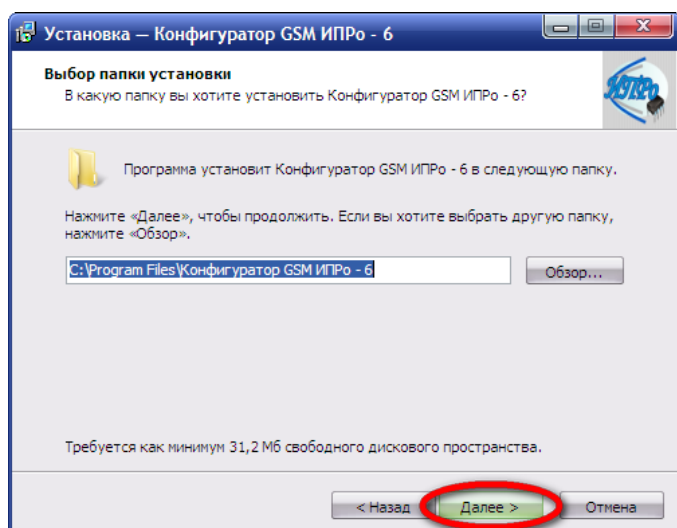 Установка — Конфигуратор GSM ИПРо - 6
Выбор папки установки
В какую папку вы хотите установить Конфигуратор GSM ИПРо - 6?
ИПРо
Программа установит Конфигуратор GSM ИПРо - 6 в следующую папку.
Нажмите «Далее», чтобы продолжить. Если вы хотите выбрать другую папку,
нажмите «Обзор».
C:\Program Files\Конфигуратор GSM ИПРо - 6
Обзор...
Требуется как минимум 31,2 Мб свободного дискового пространства.
< Назад
Далее >
Отмена